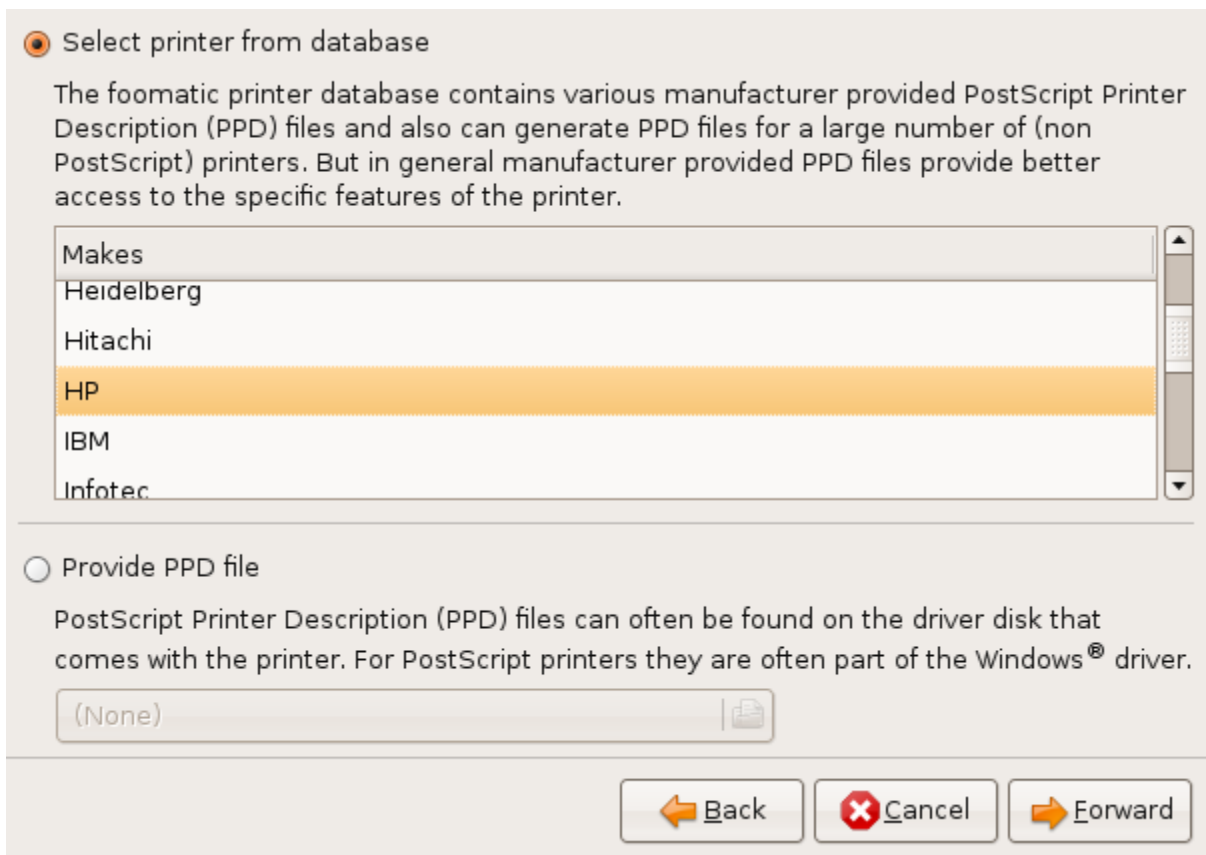 Select printer from database
The foomatic printer database contains various manufacturer provided PostScript Printer
Description (PPD) files and also can generate PPD files for a large number of (non
PostScript) printers. But in general manufacturer provided PPD files provide better
access to the specific features of the printer.
Makes
Heidelberg
Hitachi
HP
IBM
Infotec
Provide PPD file
PostScript Printer Description (PPD) files can often be found on the driver disk that
comes with the printer. For PostScript printers they are often part of the Windows® driver.
(None)
Back Cancel Forward